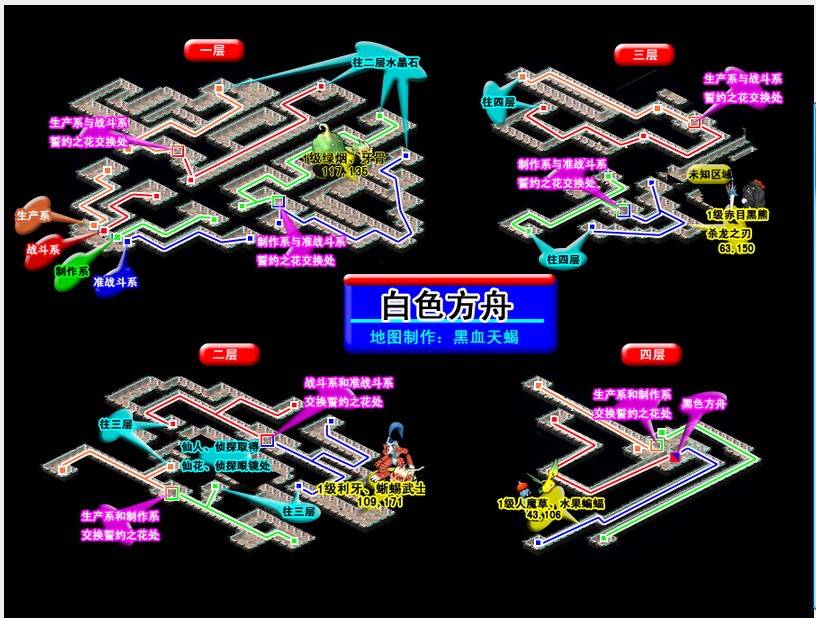 一层
往二层水晶石
生产系与战斗系
誓约之花交换处
1级绿烟、牙骨
117,135
生产系
战斗系
制作系
准战斗系
制作系与准战斗系
誓约之花交换处
三层
生产系与战斗系
誓约之花交换处
往四层
制作系与准战斗系
誓约之花交换处
未知区域
1级赤目黑熊
杀龙之刃
63,150
往四层
白色方舟
地图制作：黑血天蝎
二层
战斗系和准战斗系
交换誓约之花处
往三层
仙人、侦探取得
仙花、侦探眼镜处
1级利牙、蜥蜴武士
109,171
往三层
生产系和制作系
交换誓约之花处
四层
生产系和制作系
交换誓约之花处
黑色方舟
1级人魔草、水果蝙蝠
43,106